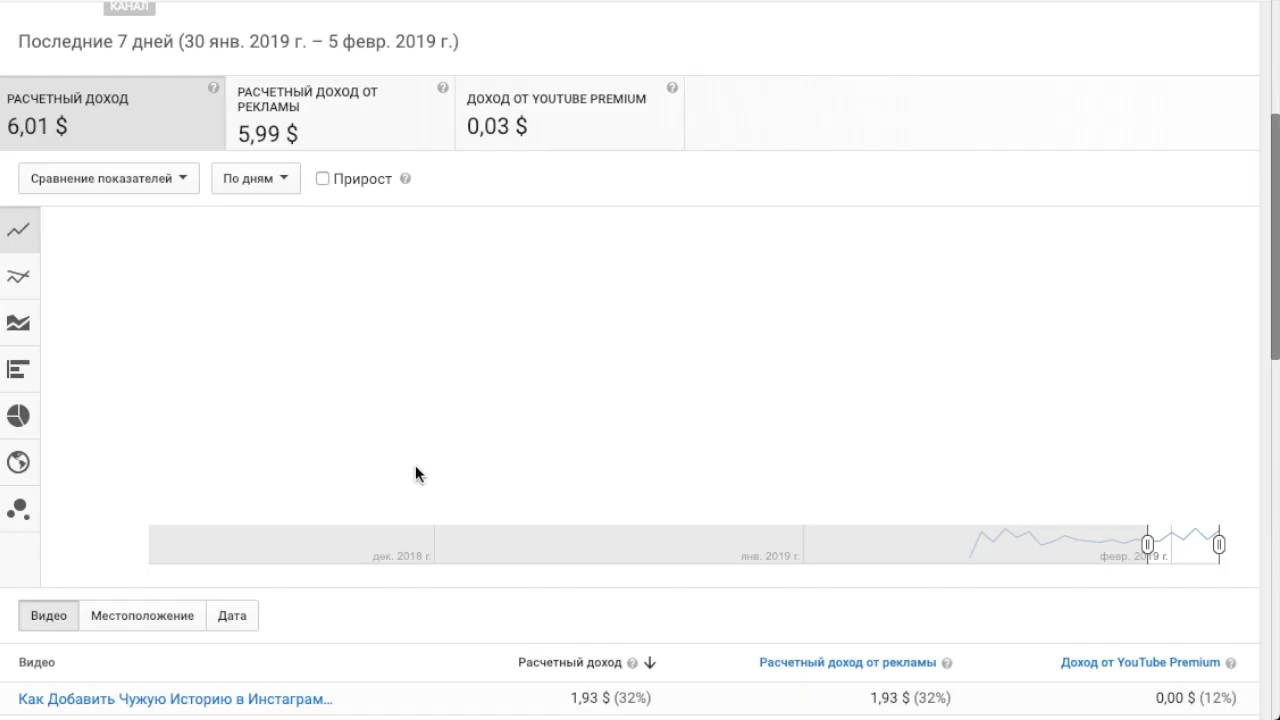 КАНАЛ
Последние 7 дней (30 янв. 2019 г. – 5 февр. 2019 г.)
РАСЧЕТНЫЙ ДОХОД
6,01 $
РАСЧЕТНЫЙ ДОХОД ОТ
РЕКЛАМЫ
5,99 $
ДОХОД ОТ YOUTUBE PREMIUM
0,03 $
Сравнение показателей
По дням
Прирост
дек. 2018 г.
янв. 2019 г.
февр. 2019 г.
Видео
Местоположение
Дата
Видео
Расчетный доход
Расчетный доход от рекламы
Доход от YouTube Premium
Как Добавить Чужую Историю в Инстаграм...
1,93 $ (32%)
1,93 $ (32%)
0,00 $ (12%)